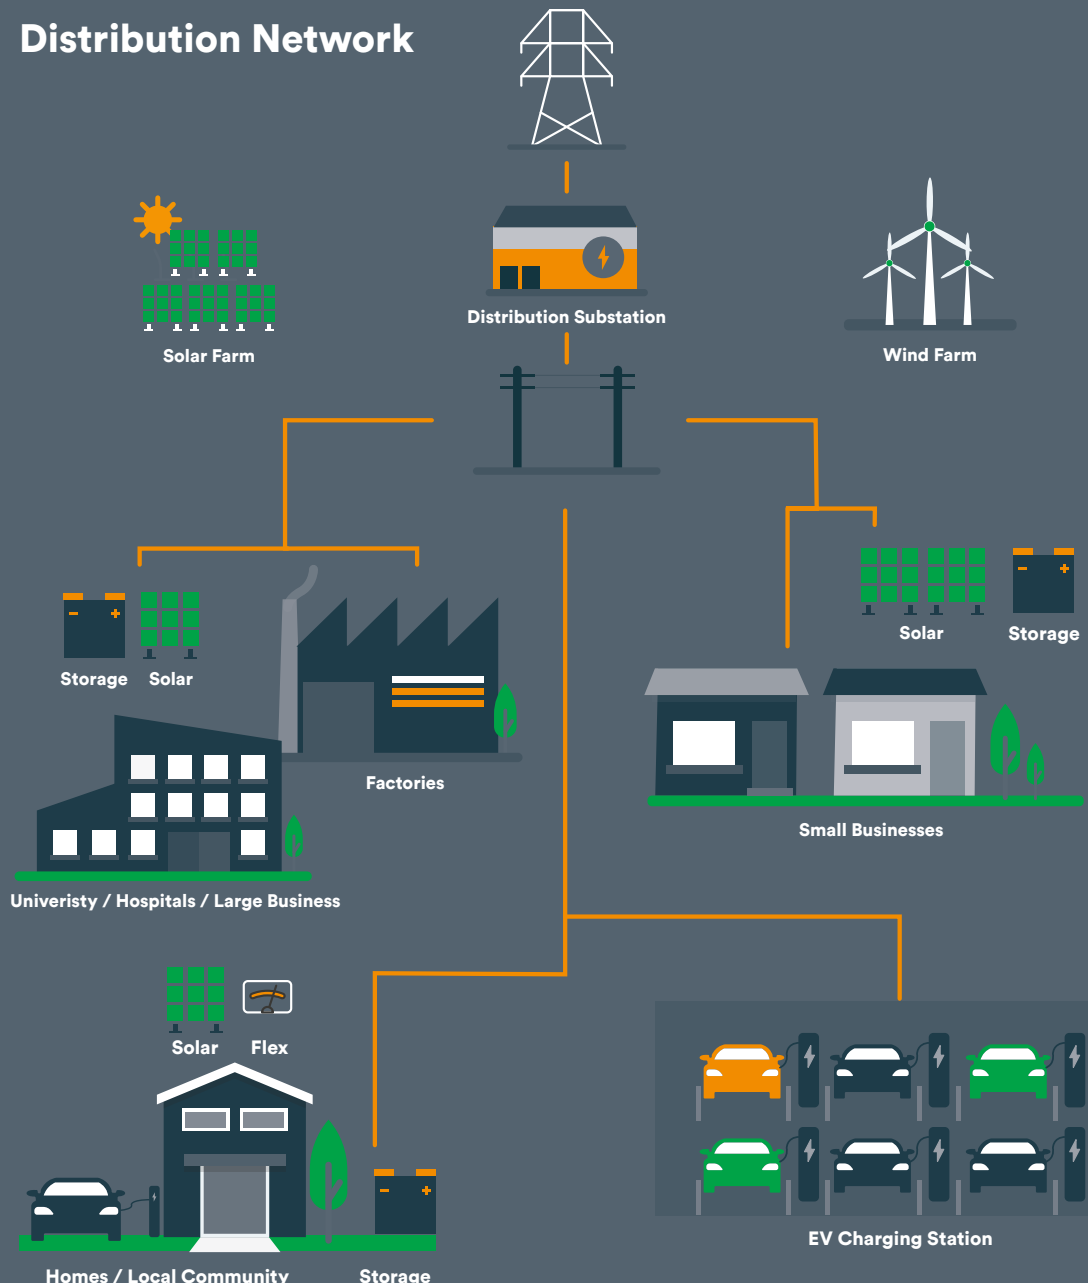 Distribution Network
Distribution Substation
Solar Farm
Wind Farm
Solar
Storage
Storage
Solar
Factories
Small Businesses
Univeristy / Hospitals / Large Business
Solar
Flex
EV Charging Station
Homes / Local Community
Storage